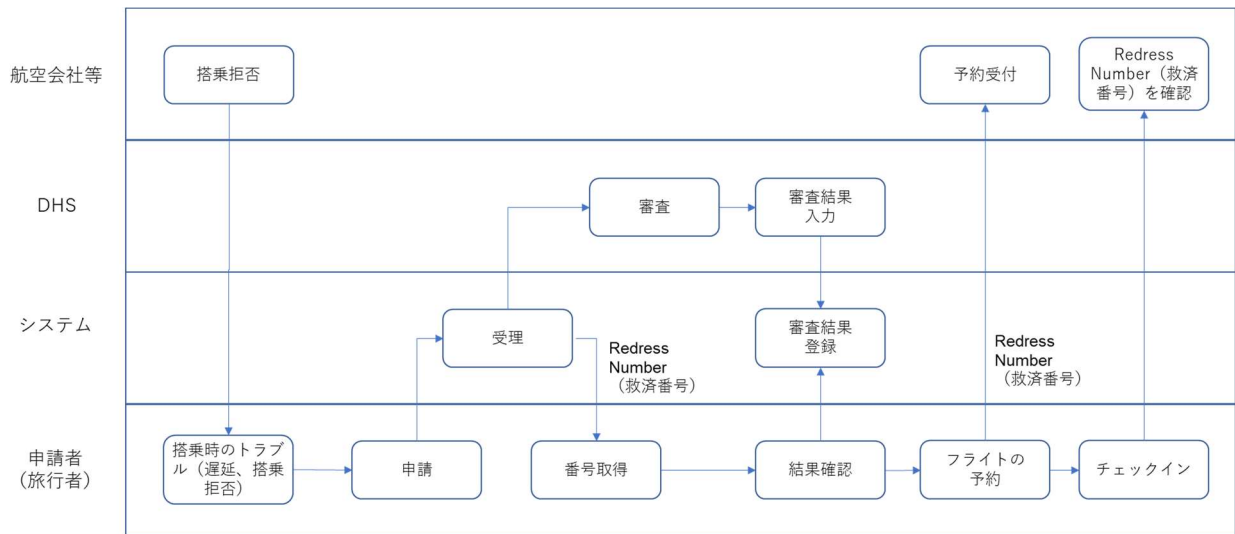 航空会社等
搭乗拒否
予約受付
Redress
Number（救済
番号）を確認
DHS
審査
審査結果
入力
システム
受理
Redress
Number
（救済番号）
審査結果
登録
Redress
Number
（救済番号）
申請者
（旅行者）
搭乗時のトラブ
ル（遅延、搭乗
拒否）
申請
番号取得
結果確認
フライトの
予約
チェックイン